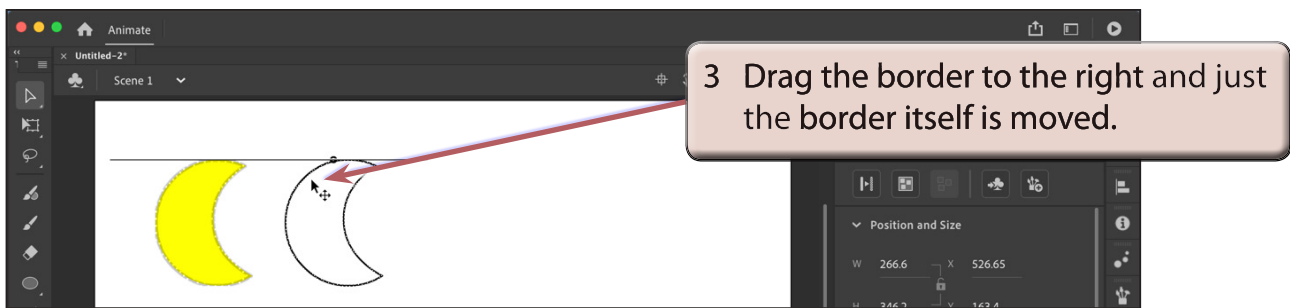 Animate
× Untitled-2*
Scene 1
3 Drag the border to the right and just
the border itself is moved.
Position and Size
W 266.6 X 526.65
H 346.2 Y 163.4